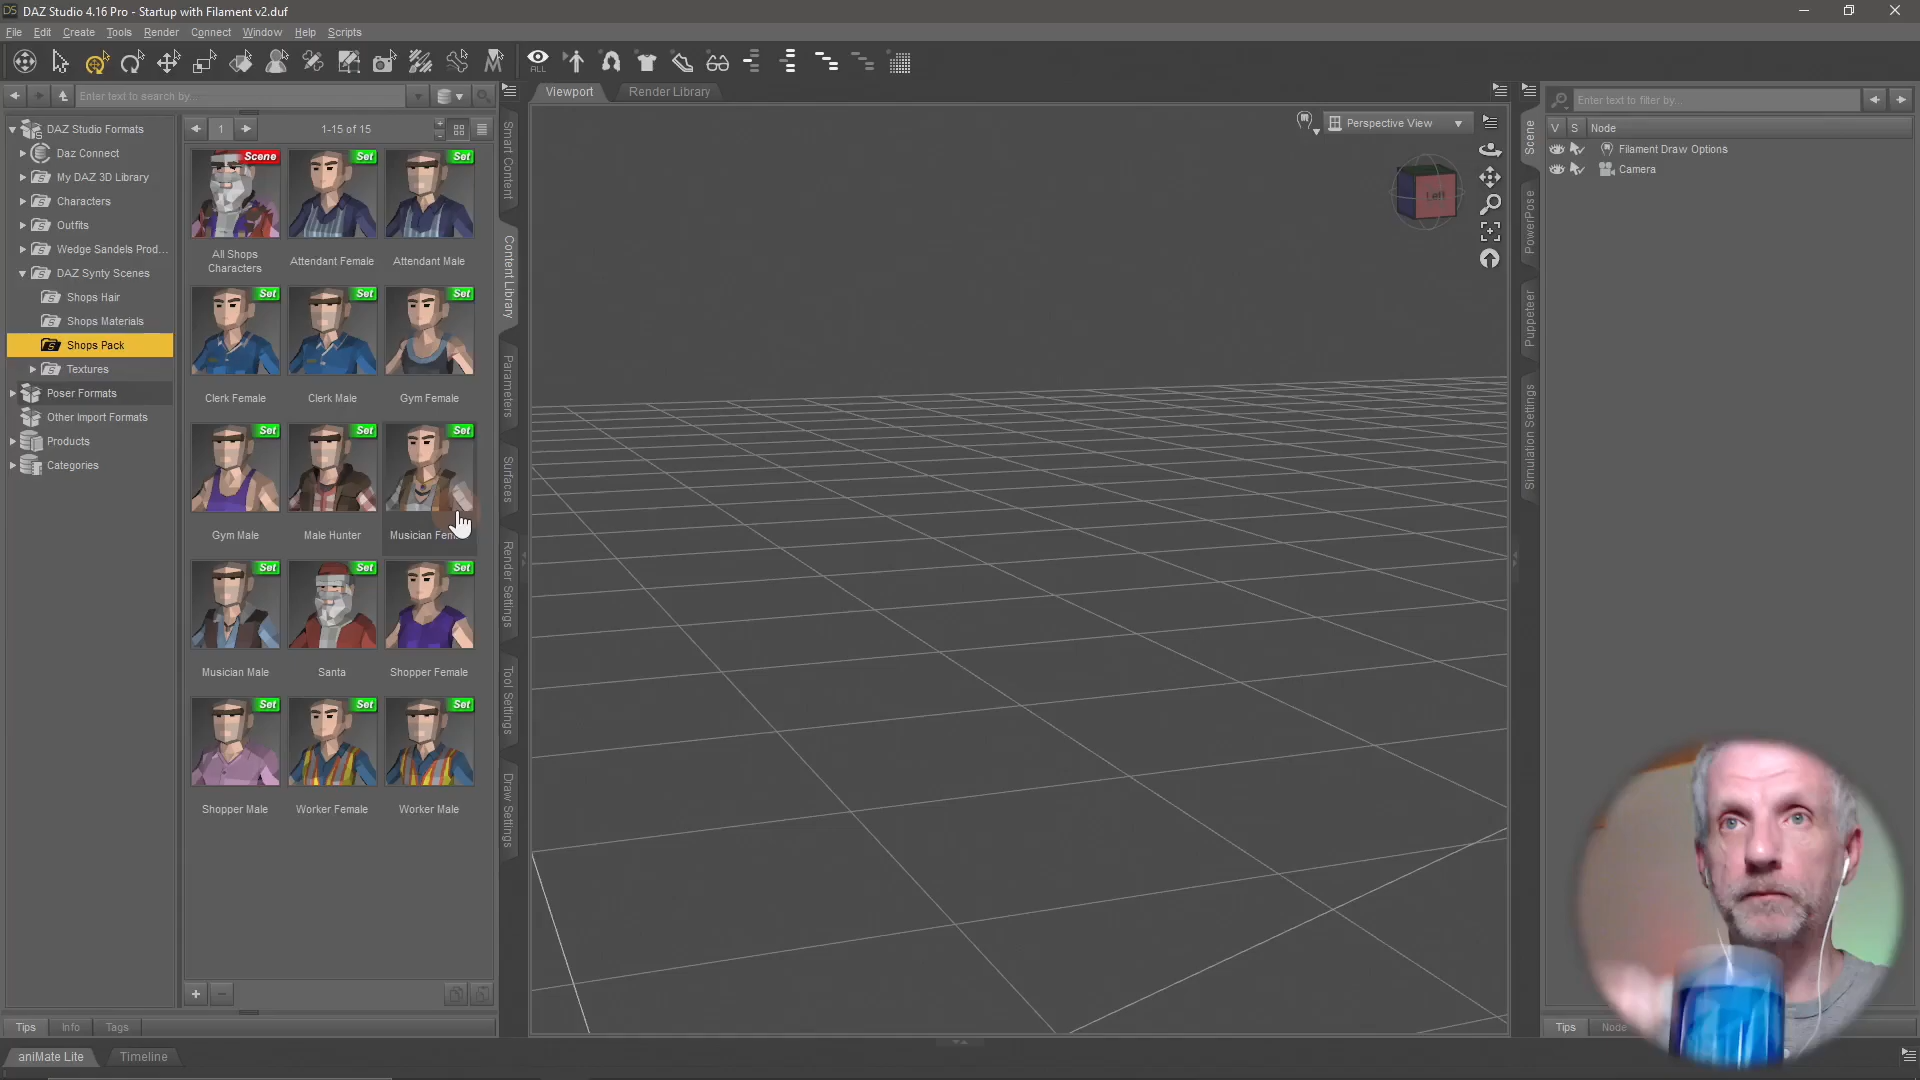 DAZ Studio 4.16 Pro - Startup with Filament v2.duf
File Edit Create Tools Render Connect Window Help Scripts
ALL
Enter text to search by...
Viewport
Render Library
Enter text to filter by...
1
1-15 of 15
Perspective View
V S Node
Filament Draw Options
Camera
Left
DAZ Studio Formats
Daz Connect
My DAZ 3D Library
Characters
Outfits
Wedge Sandels Prod...
DAZ Synty Scenes
Shops Hair
Shops Materials
Shops Pack
Textures
Poser Formats
Other Import Formats
Products
Categories
Scene
Set
Set
All Shops
Characters
Attendant Female
Attendant Male
Set
Set
Set
Clerk Female
Clerk Male
Gym Female
Set
Set
Set
Gym Male
Male Hunter
Set
Set
Set
Musician Male
Santa
Shopper Female
Set
Set
Set
Shopper Male
Worker Female
Worker Male
Smart Content
Content Library
Parameters
Surfaces
Render Settings
Tool Settings
Draw Settings
Scene
PowerPose
Puppeteer
Simulation Settings
Tips
Info
Tags
Tips
Node
aniMate Lite
Timeline